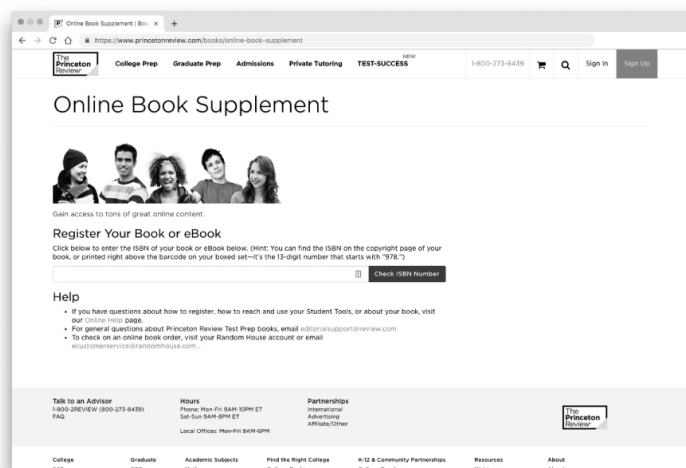 Online Book Supplement | Boo
https://www.princetonreview.com/books/online-book-supplement
The
Princeton
Review
College Prep Graduate Prep Admissions Private Tutoring TEST-SUCCESS NEW 1-800-273-8439 Sign In Sign Up
Online Book Supplement
Gain access to tons of great online content.
Register Your Book or eBook
Click below to enter the ISBN of your book or eBook below. (Hint: You can find the ISBN on the copyright page of your
book, or printed right above the barcode on your boxed set—it's the 13-digit number that starts with "978.")
Check ISBN Number
Help
• If you have questions about how to register, how to reach and use your Student Tools, or about your book, visit
our Online Help page.
• For general questions about Princeton Review Test Prep books, email editorialsupport@review.com
• To check on an online book order, visit your Random House account or email
ecustomerservice@randomhouse.com .
Talk to an Advisor
1-800-2REVIEW (800-273-8439)
FAQ
Hours
Phone: Mon-Fri 9AM-10PM ET
Sat-Sun 9AM-8PM ET
Local Offices: Mon-Fri 9AM-6PM
Partnerships
International
Advertising
Affiliate/Other
The
Princeton
Review
College Graduate Academic Subjects Find the Right College K-12 & Community Partnerships Resources About